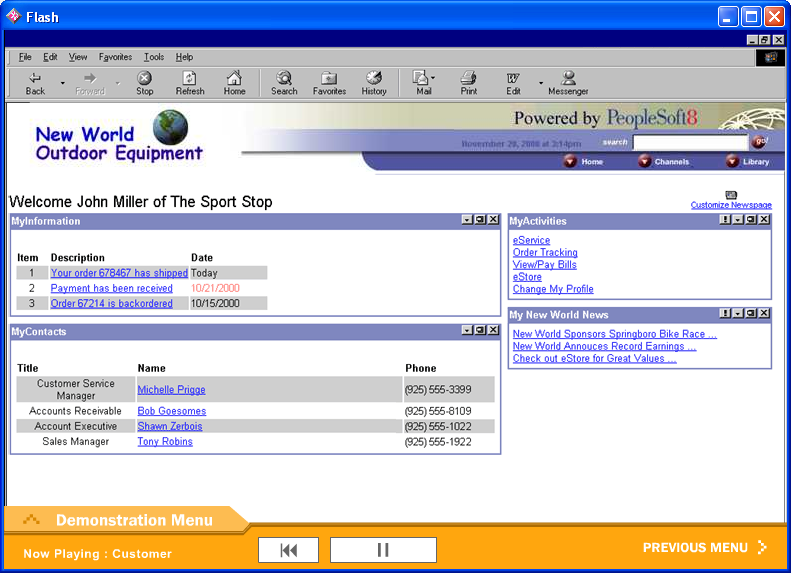 Flash
File Edit View Favorites Tools Help
Back Forward Stop Refresh Home Search Favorites History Mail Print Edit Messenger
New World
Outdoor Equipment
Powered by PeopleSoft8
November 28, 2000 at 3:14pm search go!
Home Channels Library
Welcome John Miller of The Sport Stop
Customize Newspage
MyInformation
Item Description Date
1 Your order 678467 has shipped Today
2 Payment has been received 10/21/2000
3 Order 67214 is backordered 10/15/2000
MyContacts
Title Name Phone
Customer Service
Manager Michelle Prigge (925) 555-3399
Accounts Receivable Bob Goesomes (925) 555-8109
Account Executive Shawn Zerbois (925) 555-1022
Sales Manager Tony Robins (925) 555-1922
MyActivities
eService
Order Tracking
View/Pay Bills
eStore
Change My Profile
My New World News
New World Sponsors Springboro Bike Race ...
New World Annouces Record Earnings ...
Check out eStore for Great Values ...
Demonstration Menu
Now Playing : Customer
PREVIOUS MENU